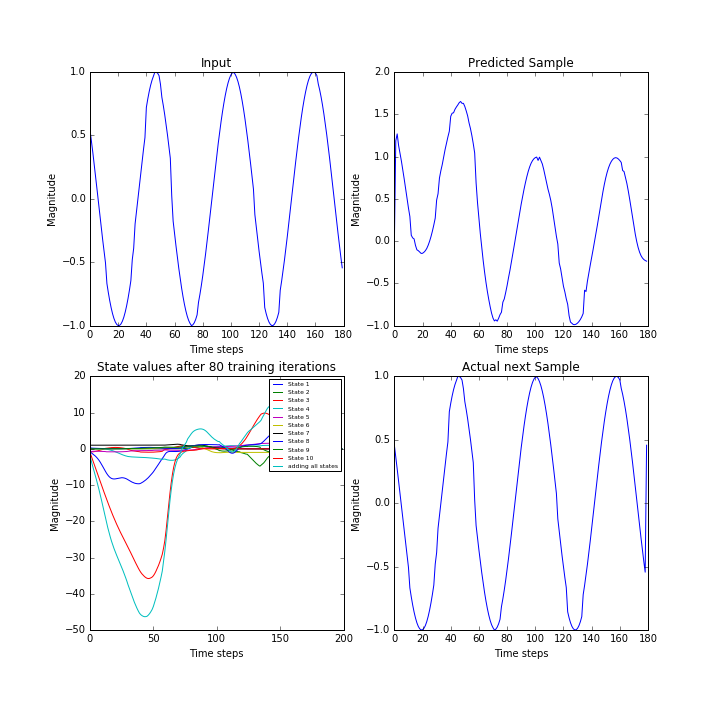 Input
1.0
0.5
0.0
−0.5
−1.0
Magnitude
0 20 40 60 80 100 120 140 160 180
Time steps
Predicted Sample
2.0
1.5
1.0
0.5
0.0
−0.5
−1.0
Magnitude
0 20 40 60 80 100 120 140 160 180
Time steps
State values after 80 training iterations
20
10
0
−10
−20
−30
−40
−50
Magnitude
0 50 100 150 200
Time steps
State 1
State 2
State 3
State 4
State 5
State 6
State 7
State 8
State 9
State 10
adding all states
Actual next Sample
1.0
0.5
0.0
−0.5
−1.0
Magnitude
0 20 40 60 80 100 120 140 160 180
Time steps